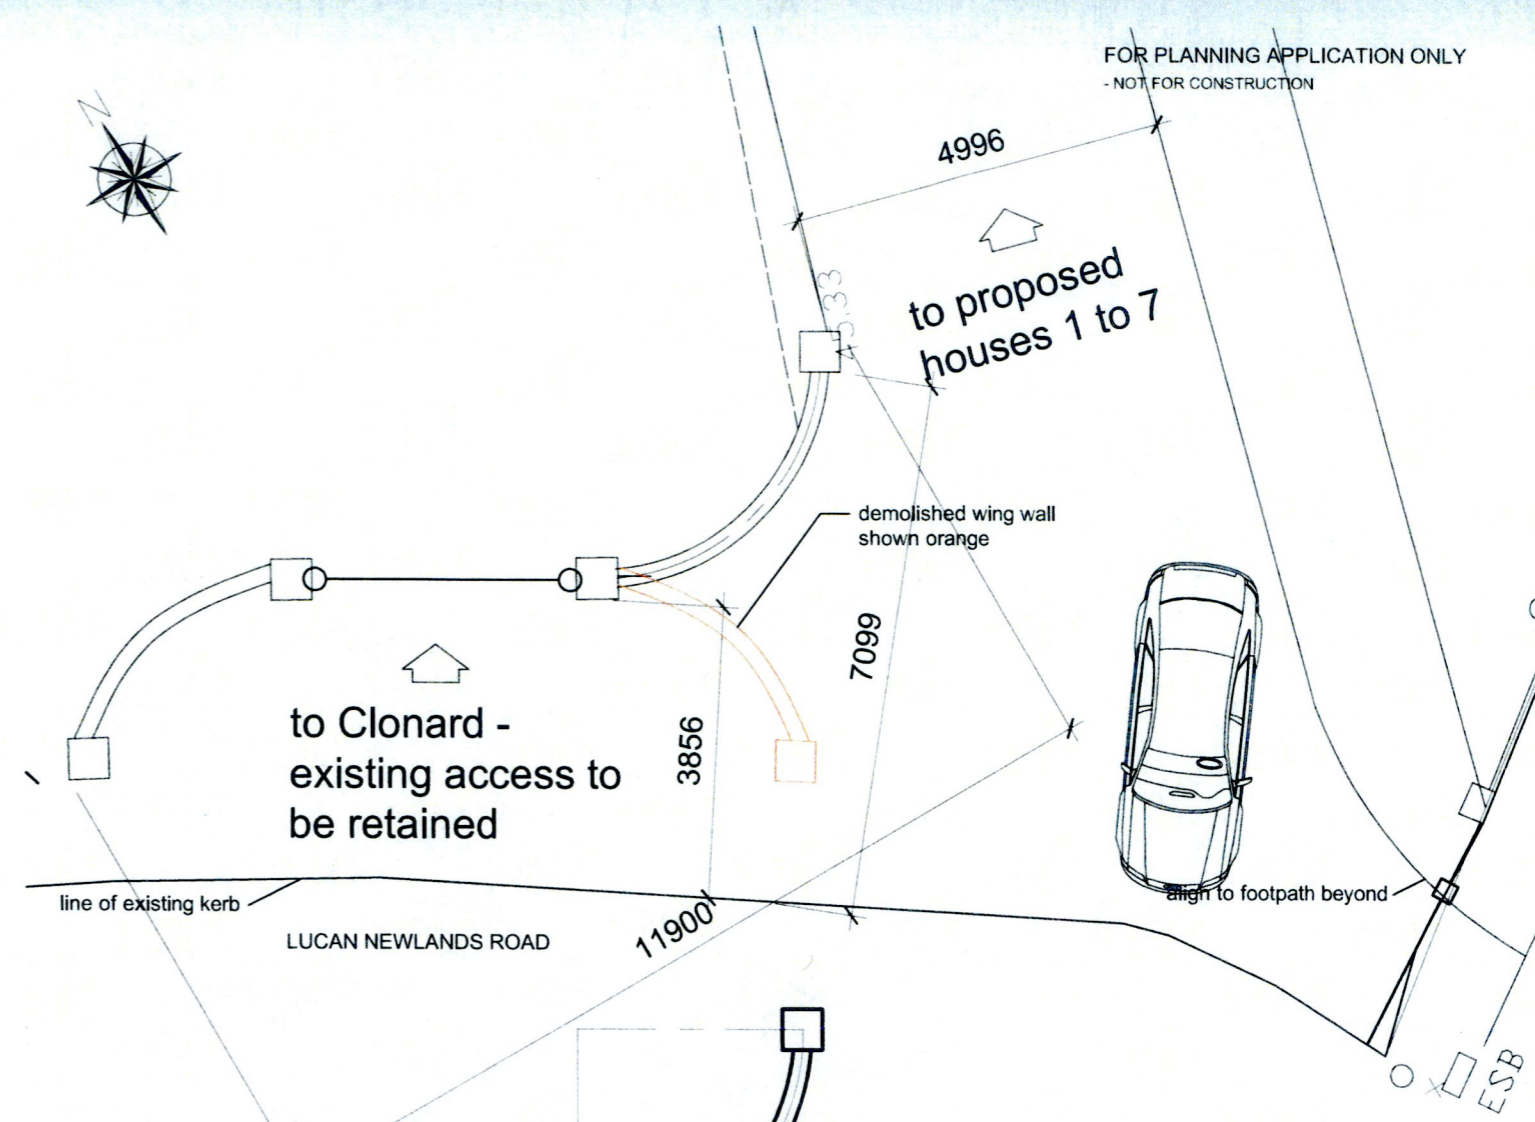 N
FOR PLANNING APPLICATION ONLY
- NOT FOR CONSTRUCTION
4996
to proposed
houses 1 to 7
demolished wing wall
shown orange
7099
to Clonard -
existing access to
be retained
3856
line of existing kerb
align to footpath beyond
11900
LUCAN NEWLANDS ROAD
ESB